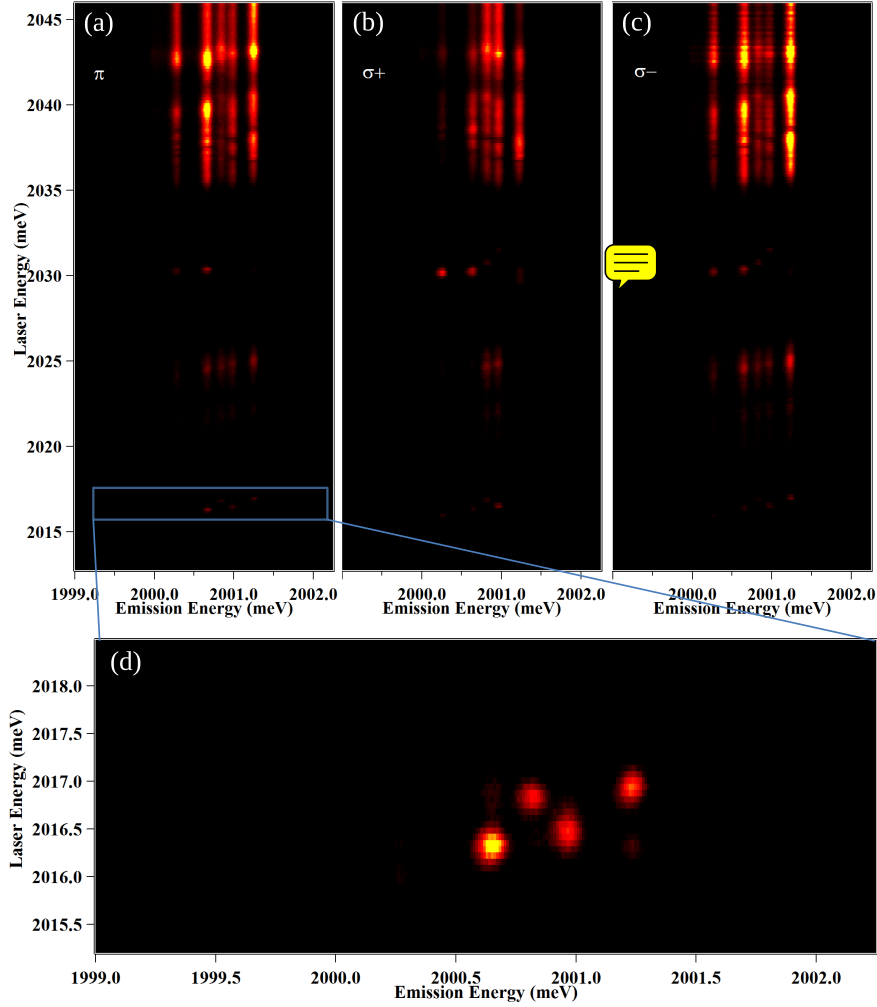 (a) (b) (c)
π σ+ σ−
2045
2040
2035
2030
2025
2020
2015
Laser Energy (meV)
1999.0 2000.0 2001.0 2002.0 2000.0 2001.0 2002.0 2000.0 2001.0 2002.0
Emission Energy (meV) Emission Energy (meV) Emission Energy (meV)
(d)
2018.0
2017.5
2017.0
2016.5
2016.0
2015.5
Laser Energy (meV)
1999.0 1999.5 2000.0 2000.5 2001.0 2001.5 2002.0
Emission Energy (meV)